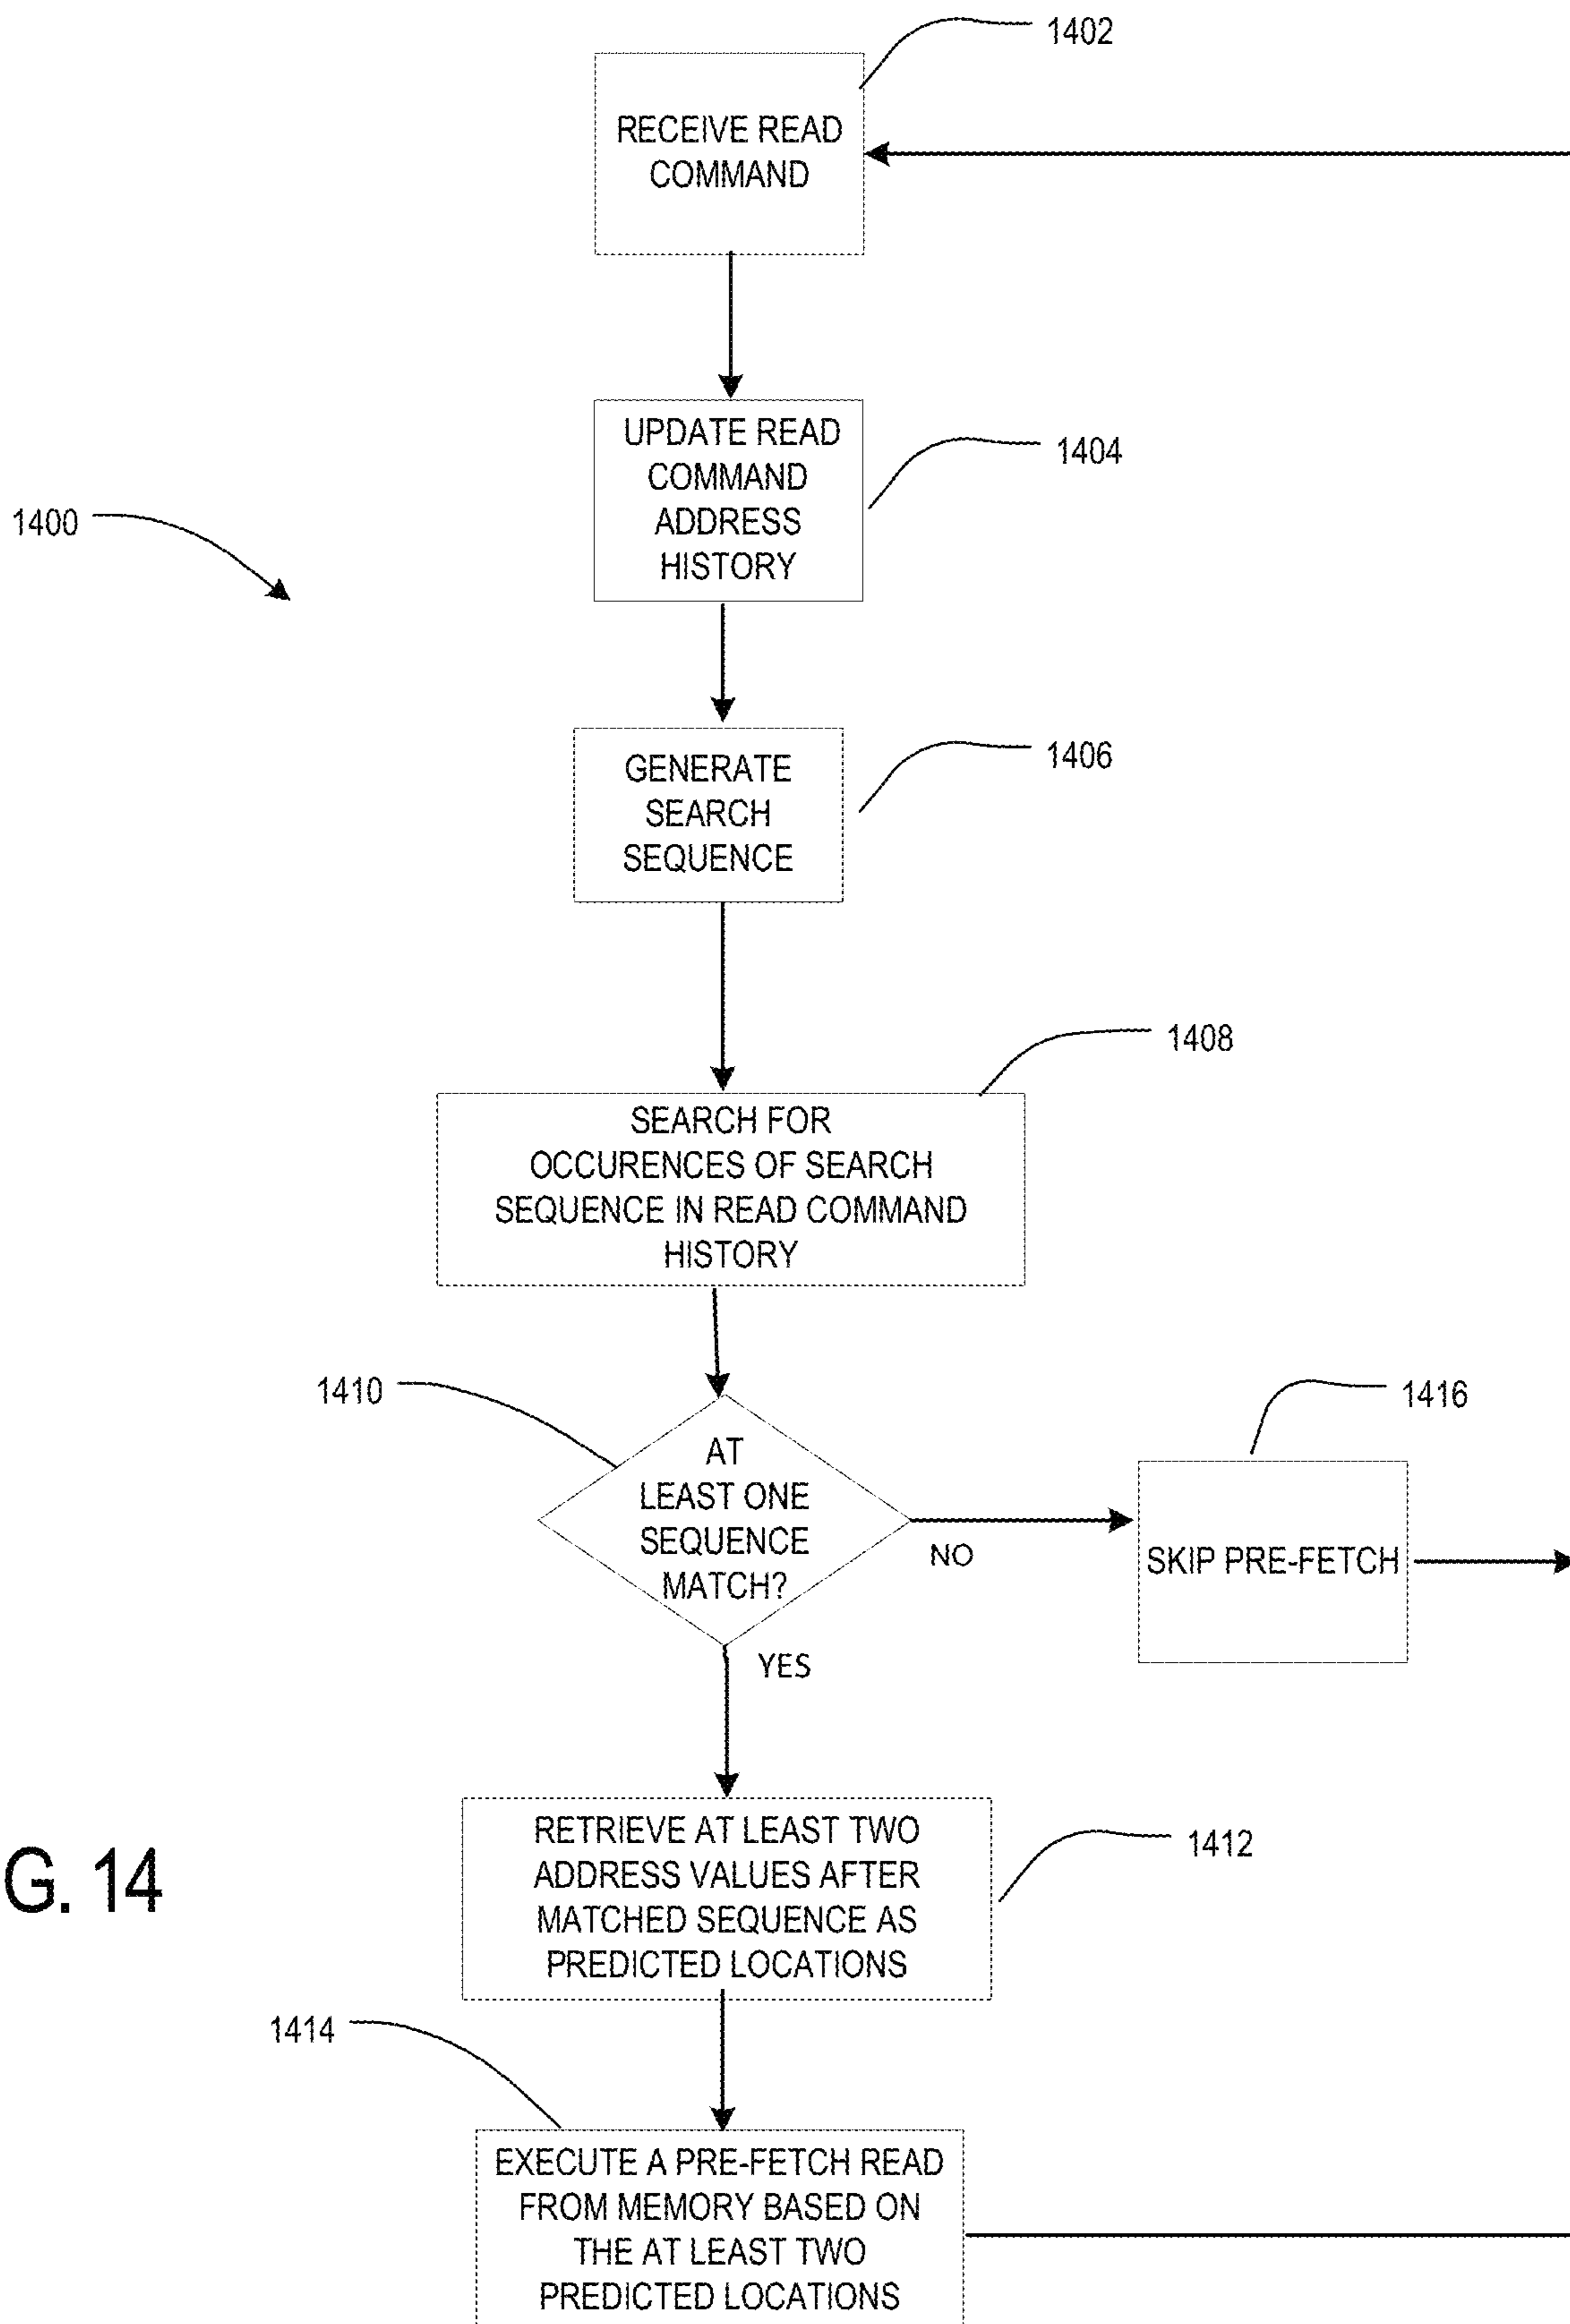 1402
RECEIVE READ
COMMAND
UPDATE READ
COMMAND
ADDRESS
HISTORY
1404
1400
GENERATE
SEARCH
SEQUENCE
1406
1408
SEARCH FOR
OCCURENCES OF SEARCH
SEQUENCE IN READ COMMAND
HISTORY
1410
AT
LEAST ONE
SEQUENCE
MATCH?
NO
YES
1416
SKIP PRE-FETCH
RETRIEVE AT LEAST TWO
ADDRESS VALUES AFTER
MATCHED SEQUENCE AS
PREDICTED LOCATIONS
1412
G. 14
1414
EXECUTE A PRE-FETCH READ
FROM MEMORY BASED ON
THE AT LEAST TWO
PREDICTED LOCATIONS